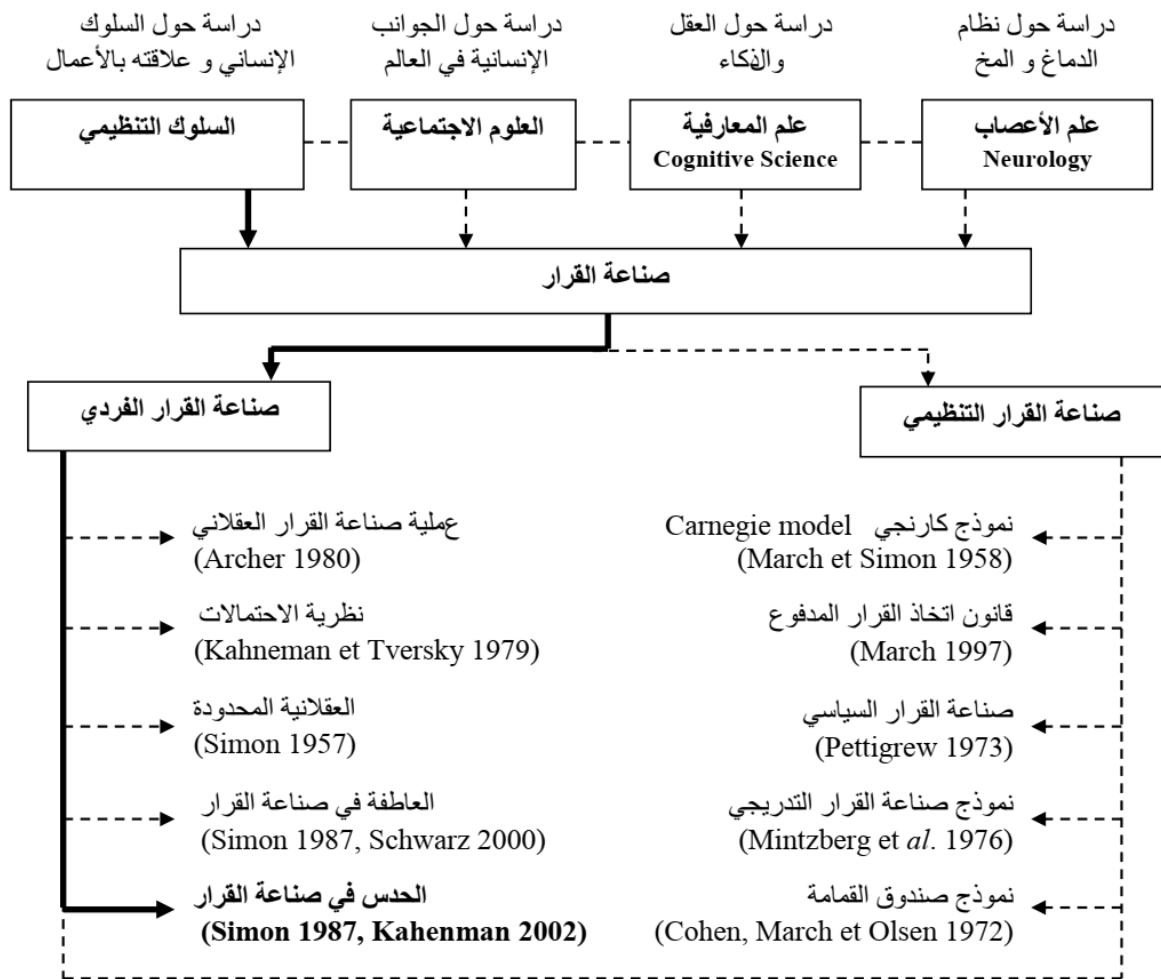 دراسة حول السلوك
الإنساني و علاقته بالأعمال
دراسة حول الجوانب
الإنسانية في العالم
دراسة حول العقل
والذكاء
دراسة حول نظام
الدماغ و المخ
السلوك التنظيمي
العلوم الاجتماعية
علم المعارفية
Cognitive Science
علم الأعصاب
Neurology
صناعة القرار
صناعة القرار الفردي
صناعة القرار التنظيمي
عملية صناعة القرار العقلاني
(Archer 1980)
نظرية الاحتمالات
(Kahneman et Tversky 1979)
العقلانية المحدودة
(Simon 1957)
العاطفة في صناعة القرار
(Simon 1987, Schwarz 2000)
الحدس في صناعة القرار
(Simon 1987, Kahenman 2002)
نموذج كارنجي Carnegie model
(March et Simon 1958)
قانون اتخاذ القرار المدفوع
(March 1997)
صناعة القرار السياسي
(Pettigrew 1973)
نموذج صناعة القرار التدريجي
(Mintzberg et al. 1976)
نموذج صندوق القمامة
(Cohen, March et Olsen 1972)